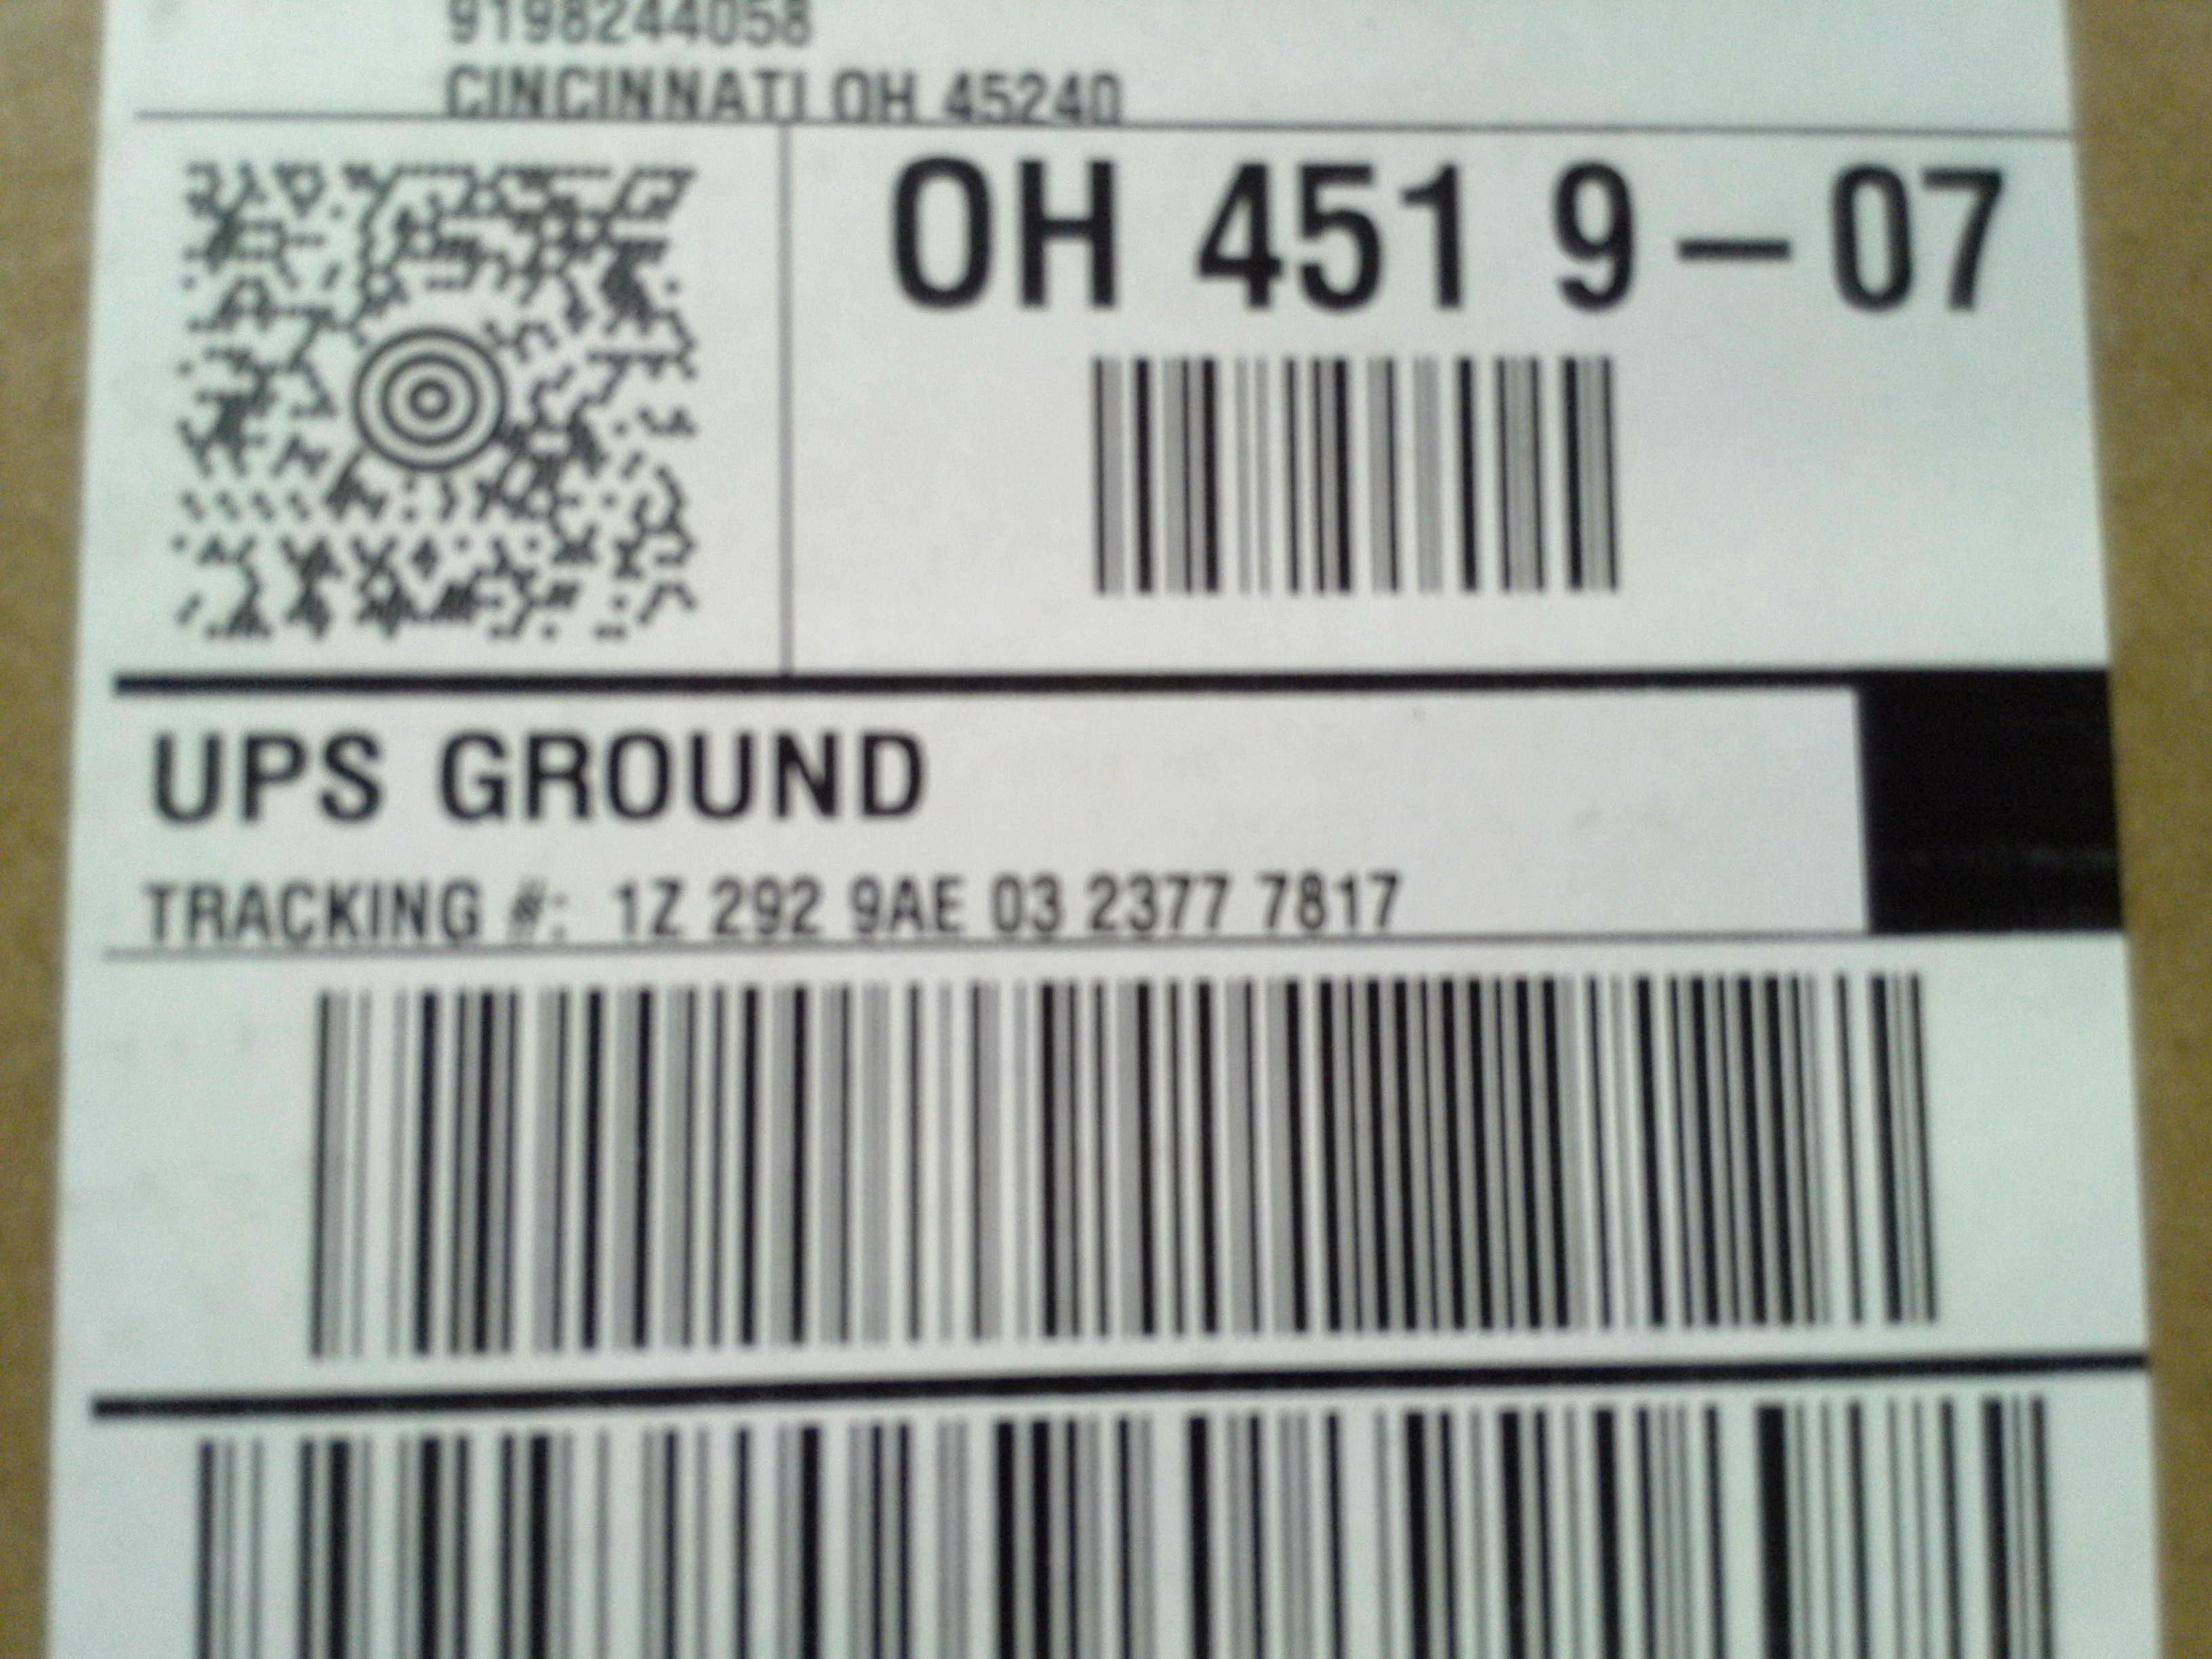 9198244058
CINCINNATI OH 45240
OH 451 9-07
UPS GROUND
TRACKING #: 1Z 292 9AE 03 2377 7817